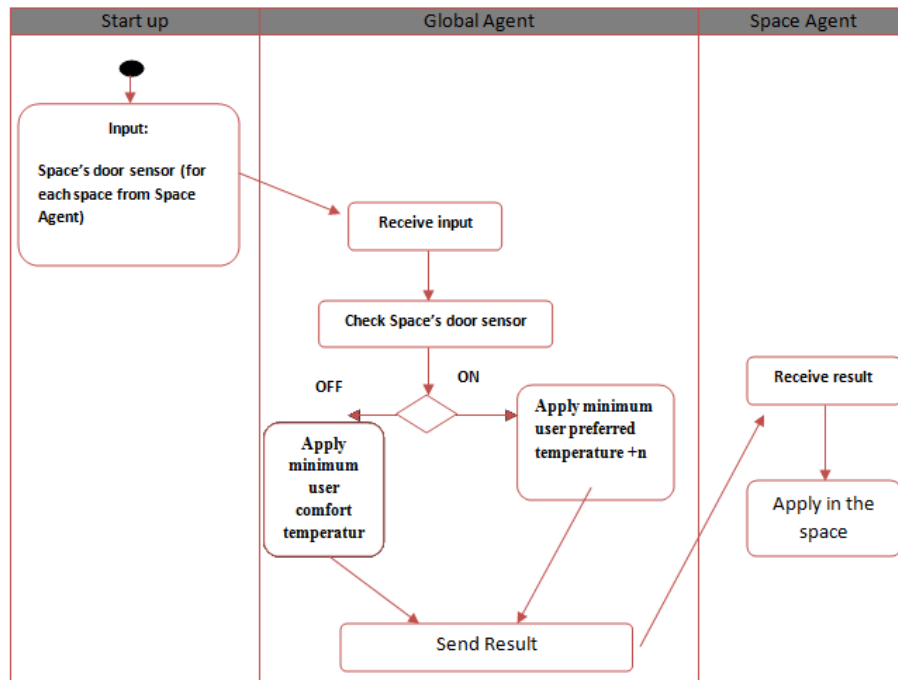 Start up
Global Agent
Space Agent
Input:
Space's door sensor (for
each space from Space
Agent)
Receive input
Check Space's door sensor
OFF
ON
Apply
minimum
user
comfort
temperatur
Apply minimum
user preferred
temperature +n
Send Result
Receive result
Apply in the
space